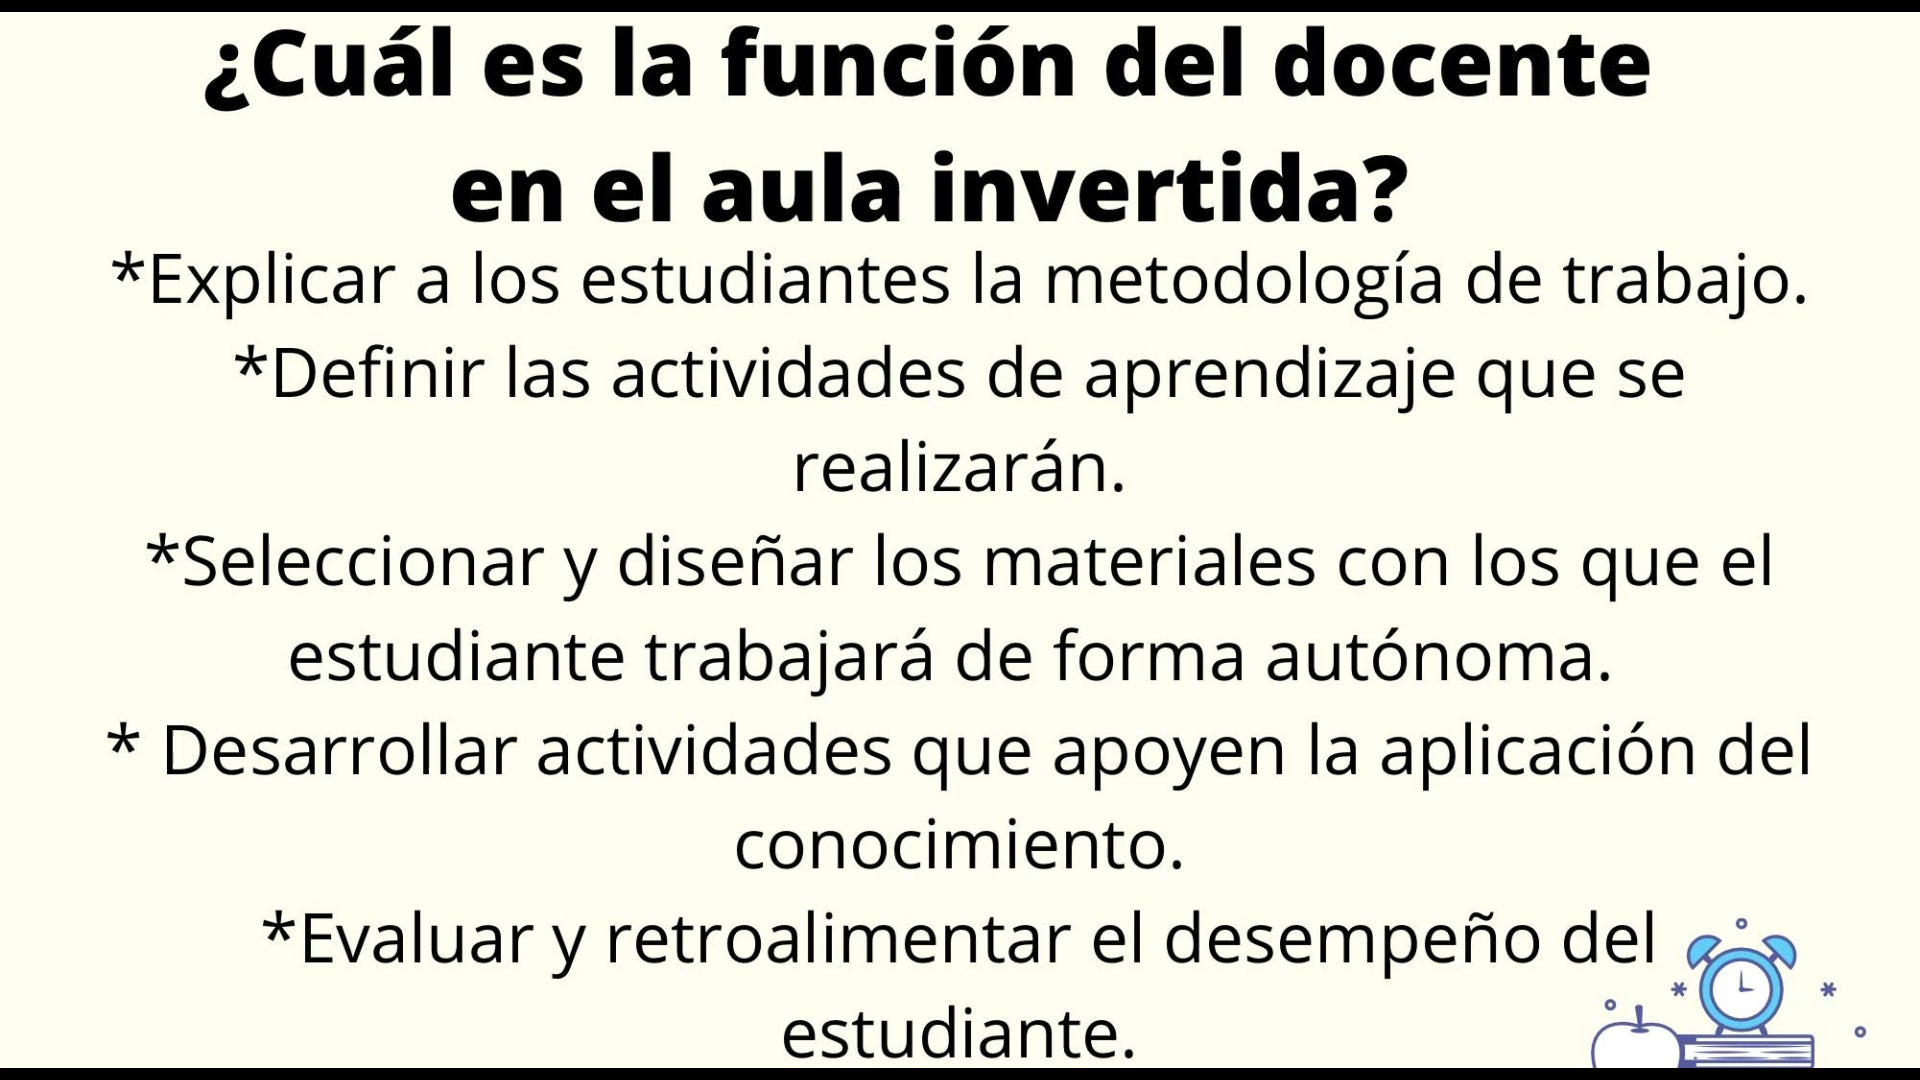 ¿Cuál es la función del docente
en el aula invertida?
*Explicar a los estudiantes la metodología de trabajo.
*Definir las actividades de aprendizaje que se
realizarán.
*Seleccionar y diseñar los materiales con los que el
estudiante trabajará de forma autónoma.
* Desarrollar actividades que apoyen la aplicación del
conocimiento.
*Evaluar y retroalimentar el desempeño del
estudiante.